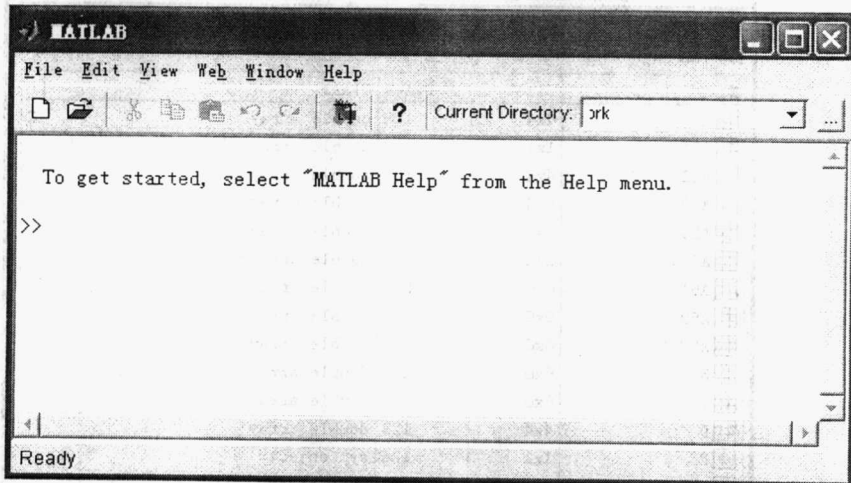 MATLAB
File Edit View Web Window Help
? Current Directory: ork ...
To get started, select "MATLAB Help" from the Help menu.
>>
Ready